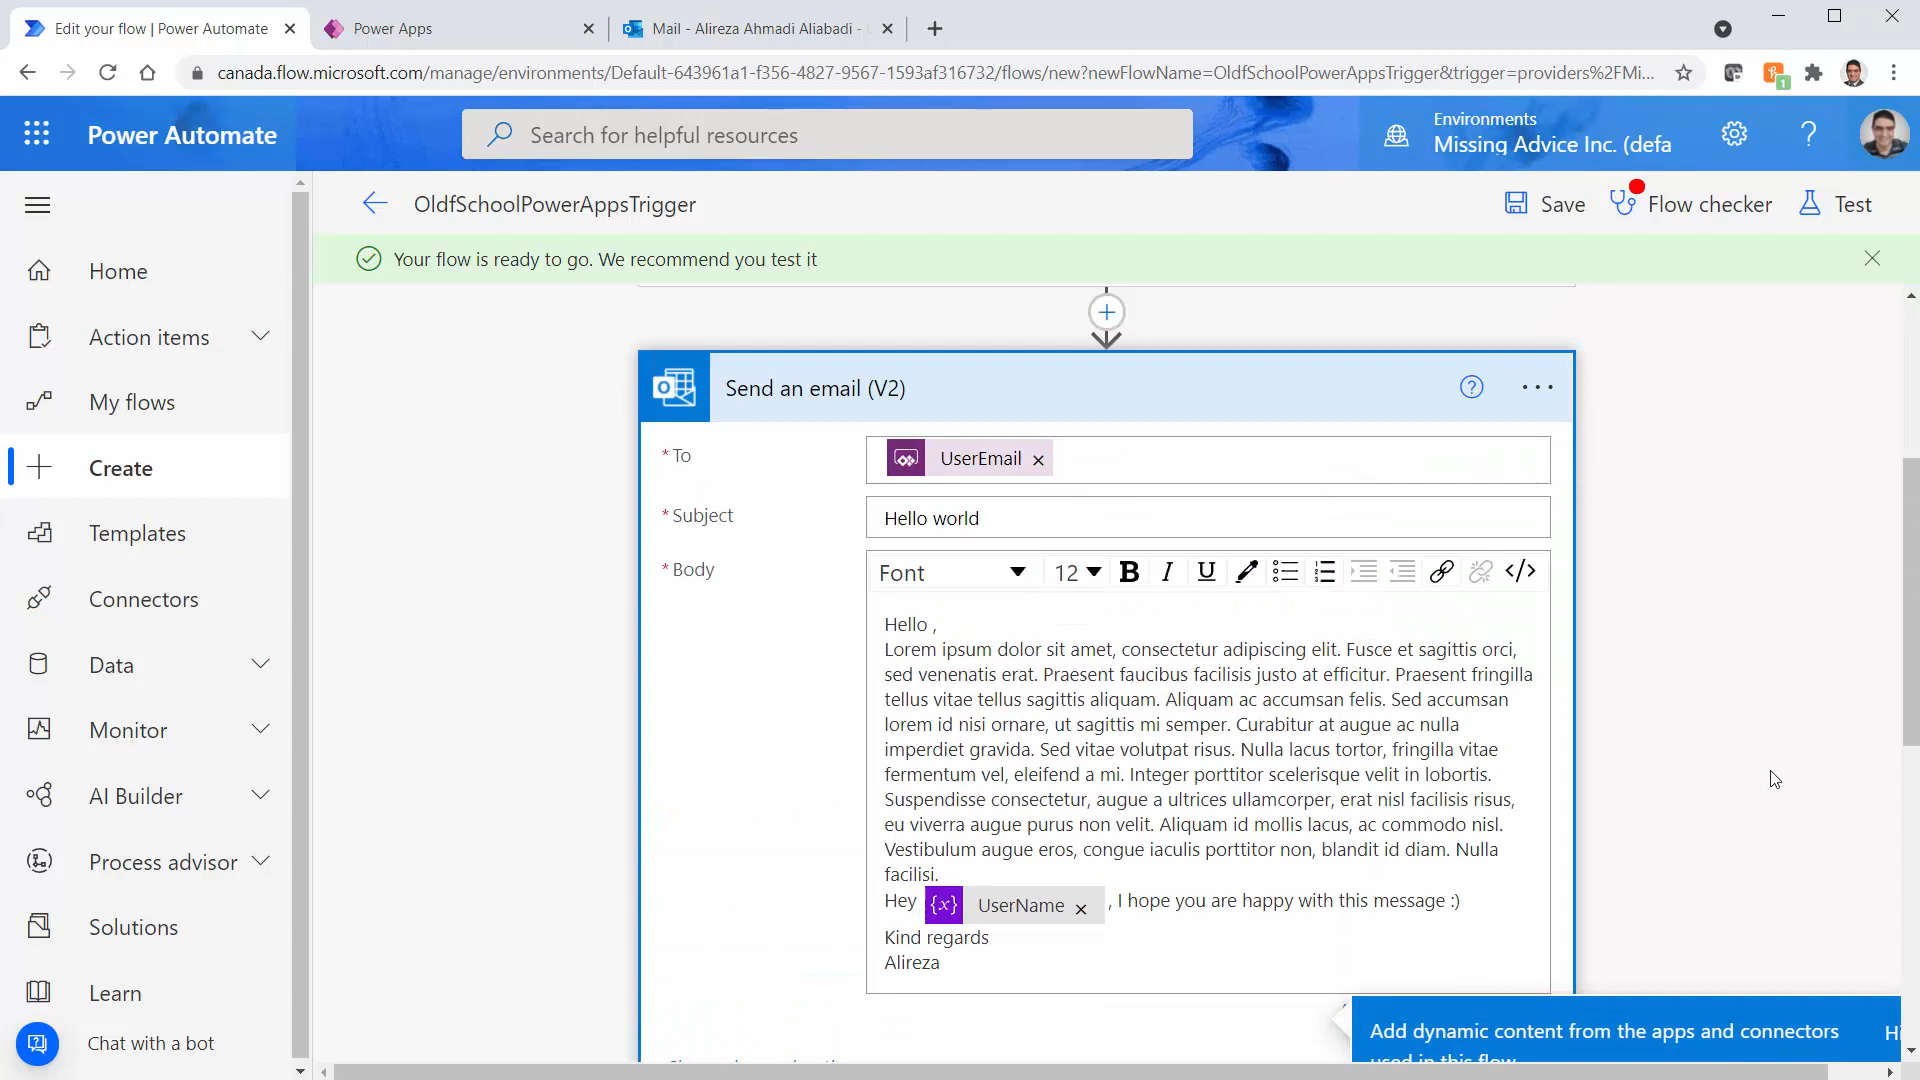 Edit your flow | Power Automate
Power Apps
Mail - Alireza Ahmadi Aliabadi -
canada.flow.microsoft.com/manage/environments/Default-643961a1-f356-4827-9567-1593af316732/flows/new?newFlowName=OldfSchoolPowerAppsTrigger&trigger=providers%2FMi...
1
Power Automate
Search for helpful resources
Environments
Missing Advice Inc. (defa
OldfSchoolPowerAppsTrigger
Save
Flow checker
Test
Your flow is ready to go. We recommend you test it
Home
Action items
My flows
Create
Templates
Connectors
Data
Monitor
AI Builder
Process advisor
Solutions
Learn
Chat with a bot
Send an email (V2)
* To
UserEmail
* Subject
Hello world
* Body
Font
12
Hello ,
Lorem ipsum dolor sit amet, consectetur adipiscing elit. Fusce et sagittis orci,
sed venenatis erat. Praesent faucibus facilisis justo at efficitur. Praesent fringilla
tellus vitae tellus sagittis aliquam. Aliquam ac accumsan felis. Sed accumsan
lorem id nisi ornare, ut sagittis mi semper. Curabitur at augue ac nulla
imperdiet gravida. Sed vitae volutpat risus. Nulla lacus tortor, fringilla vitae
fermentum vel, eleifend a mi. Integer porttitor scelerisque velit in lobortis.
Suspendisse consectetur, augue a ultrices ullamcorper, erat nisl facilisis risus,
eu viverra augue purus non velit. Aliquam id mollis lacus, ac commodo nisl.
Vestibulum augue eros, congue iaculis porttitor non, blandit id diam. Nulla
facilisi.
Hey {x} UserName , I hope you are happy with this message :)
Kind regards
Alireza
Add dynamic content from the apps and connectors
used in this flow.
Hi